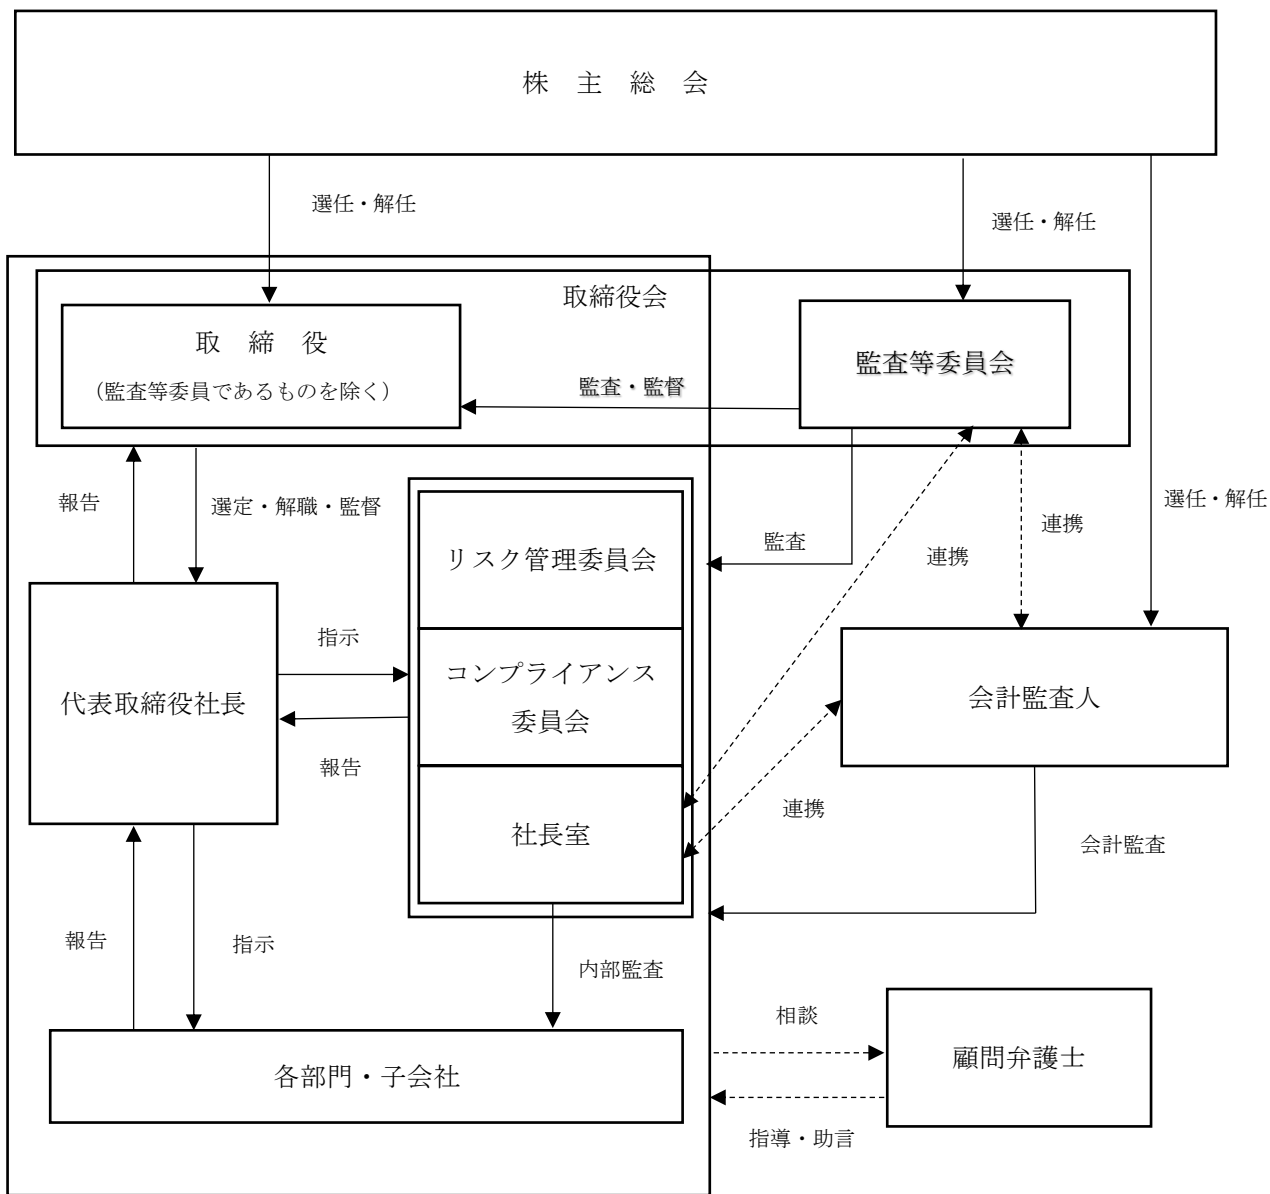 株　主　総　会
選任・解任
選任・解任
取締役会
取　締　役
（監査等委員であるものを除く）
監査・監督
監査等委員会
報告
選定・解職・監督
選任・解任
リスク管理委員会
監査
連携
連携
指示
コンプライアンス
委員会
代表取締役社長
会計監査人
報告
社長室
連携
会計監査
報告
指示
内部監査
相談
顧問弁護士
各部門・子会社
指導・助言